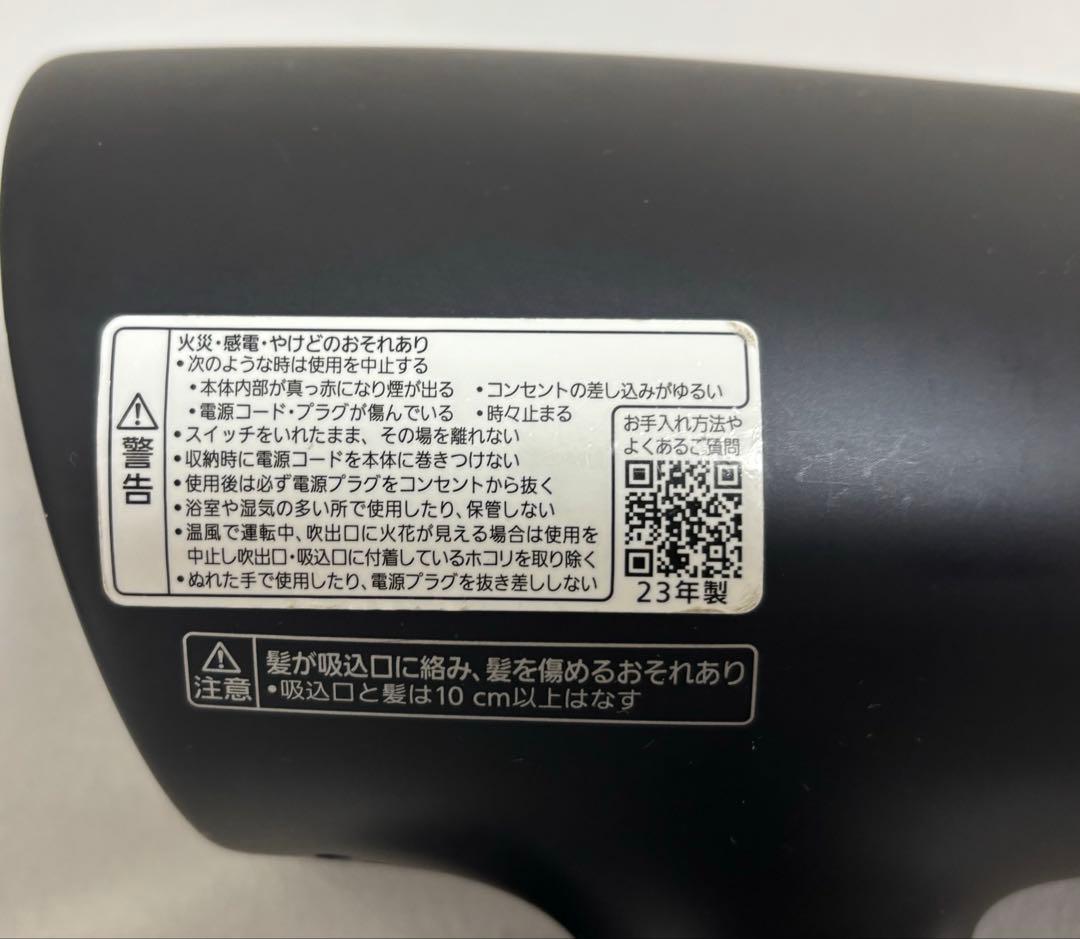 警告
火災・感電・やけどのおそれあり
•次のような時は使用を中止する
•本体内部が真っ赤になり煙が出る •コンセントの差し込みがゆるい
•電源コード・プラグが傷んでいる •時々止まる
•スイッチをいれたまま、その場を離れない
•収納時に電源コードを本体に巻きつけない
•使用後は必ず電源プラグをコンセントから抜く
•浴室や湿気の多い所で使用したり、保管しない
•温風で運転中、吹出口に火花が見える場合は使用を
中止し吹出口・吸込口に付着しているホコリを取り除く
•ぬれた手で使用したり、電源プラグを抜き差ししない
お手入れ方法や
よくあるご質問
23年製
注意
髪が吸込口に絡み、髪を傷めるおそれあり
•吸込口と髪は10 cm以上はなす